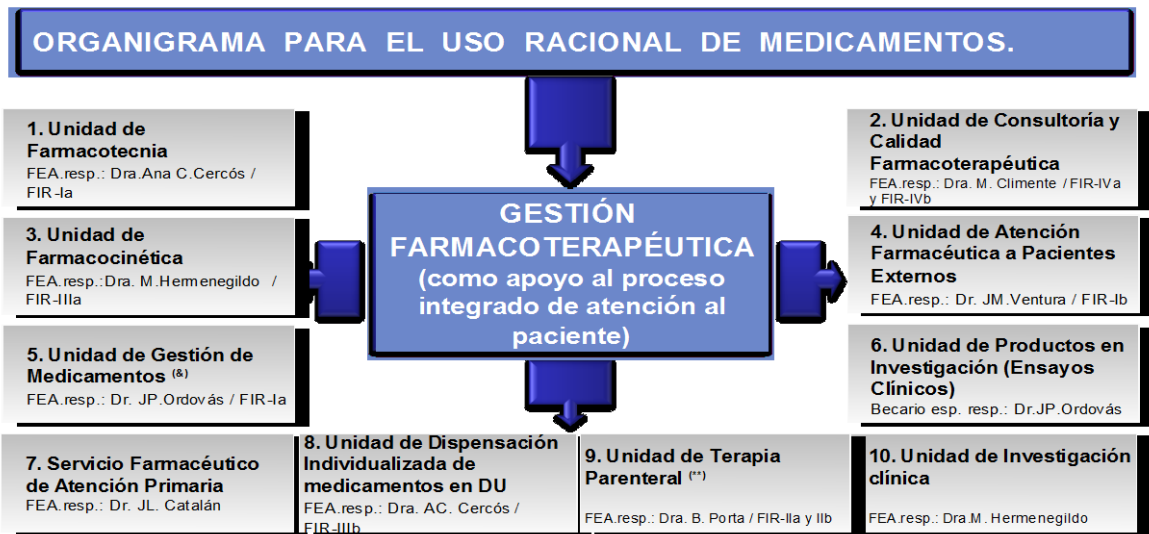 ORGANIGRAMA PARA EL USO RACIONAL DE MEDICAMENTOS.
1. Unidad de
Farmacotecnia
FEA.resp.: Dra.Ana C.Cercós /
FIR-Ia
2. Unidad de Consultoría y
Calidad
Farmacoterapéutica
FEA.resp.: Dra. M. Climente / FIR-IVa
y FIR-IVb
GESTIÓN
FARMACOTERAPÉUTICA
(como apoyo al proceso
integrado de atención al
paciente)
3. Unidad de
Farmacocinética
FEA.resp.:Dra. M.Hermenegildo /
FIR-IIIa
4. Unidad de Atención
Farmacéutica a Pacientes
Externos
FEA.resp.: Dr. JM.Ventura / FIR-Ib
5. Unidad de Gestión de
Medicamentos (&)
FEA.resp.: Dr. JP.Ordovás / FIR-Ia
6. Unidad de Productos en
Investigación (Ensayos
Clínicos)
Becario esp. resp.: Dr.JP.Ordovás
7. Servicio Farmacéutico
de Atención Primaria
FEA.resp.: Dr. JL. Catalán
8. Unidad de Dispensación
Individualizada de
medicamentos en DU
FEA.resp.: Dra. AC. Cercós /
FIR-IIIb
9. Unidad de Terapia
Parenteral (**)
FEA.resp.: Dra. B. Porta / FIR-IIa y IIb
10. Unidad de Investigación
clínica
FEA.resp.: Dra.M. Hermenegildo